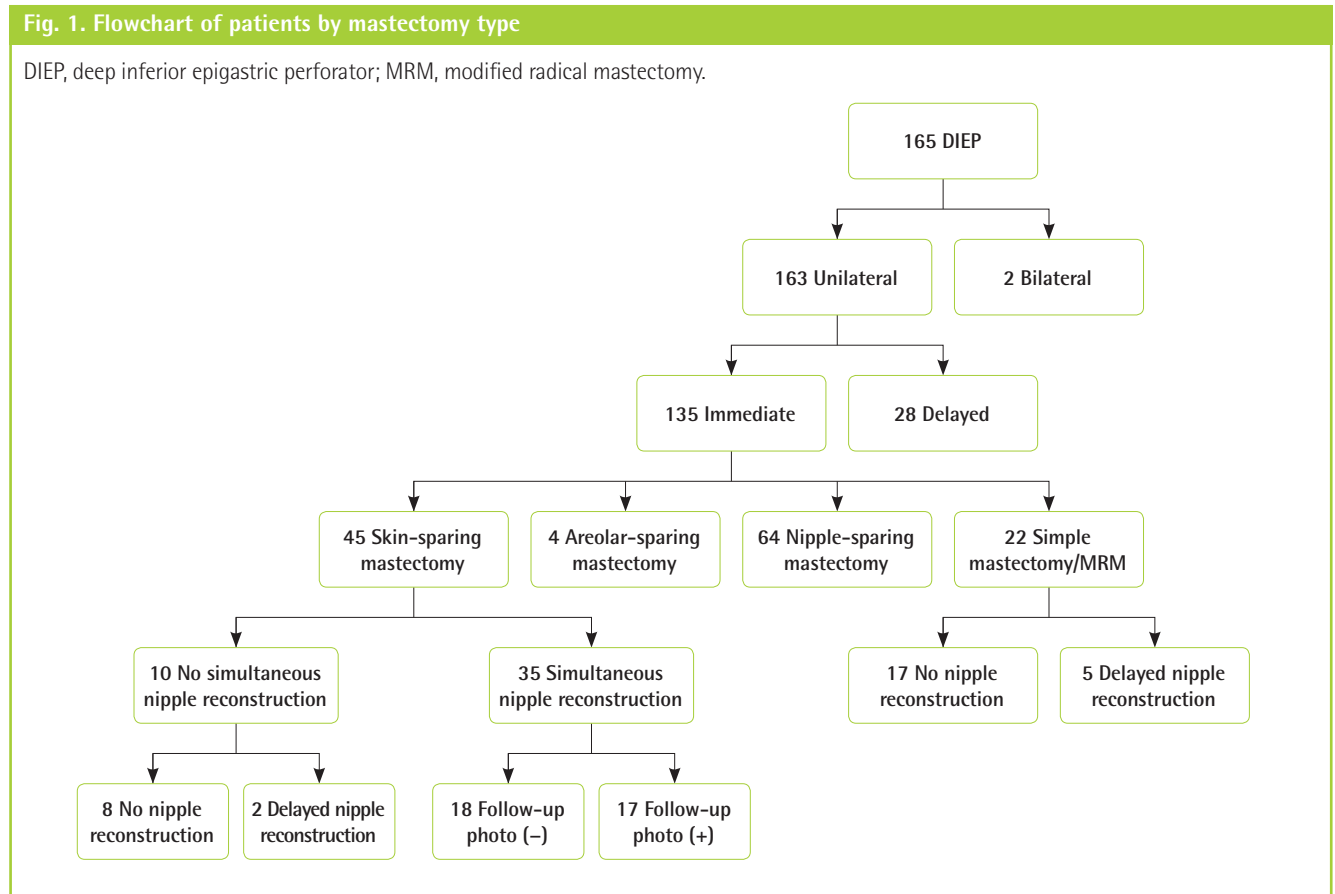 Fig. 1. Flowchart of patients by mastectomy type
DIEP, deep inferior epigastric perforator; MRM, modified radical mastectomy.
165 DIEP
163 Unilateral
2 Bilateral
135 Immediate
28 Delayed
45 Skin-sparing
mastectomy
4 Areolar-sparing
mastectomy
64 Nipple-sparing
mastectomy
22 Simple
mastectomy/MRM
10 No simultaneous
nipple reconstruction
35 Simultaneous
nipple reconstruction
17 No nipple
reconstruction
5 Delayed nipple
reconstruction
8 No nipple
reconstruction
2 Delayed nipple
reconstruction
18 Follow-up
photo (−)
17 Follow-up
photo (+)